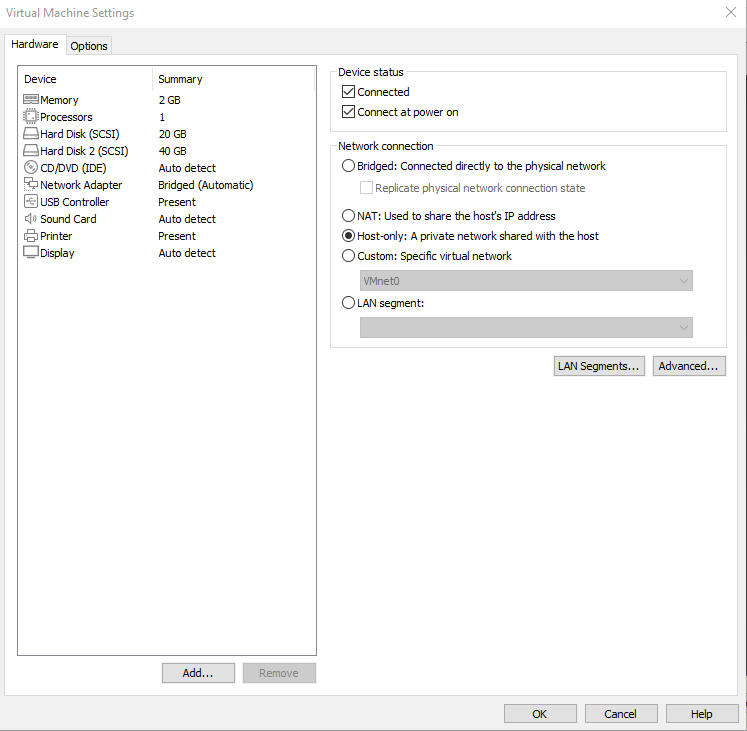 Virtual Machine Settings
Hardware Options
Device Summary
Memory 2 GB
Processors 1
Hard Disk (SCSI) 20 GB
Hard Disk 2 (SCSI) 40 GB
CD/DVD (IDE) Auto detect
Network Adapter Bridged (Automatic)
USB Controller Present
Sound Card Auto detect
Printer Present
Display Auto detect
Add...
Remove
Device status
Connected
Connect at power on
Network connection
Bridged: Connected directly to the physical network
Replicate physical network connection state
NAT: Used to share the host's IP address
Host-only: A private network shared with the host
Custom: Specific virtual network
VMnet0
LAN segment:
LAN Segments... Advanced...
OK Cancel Help